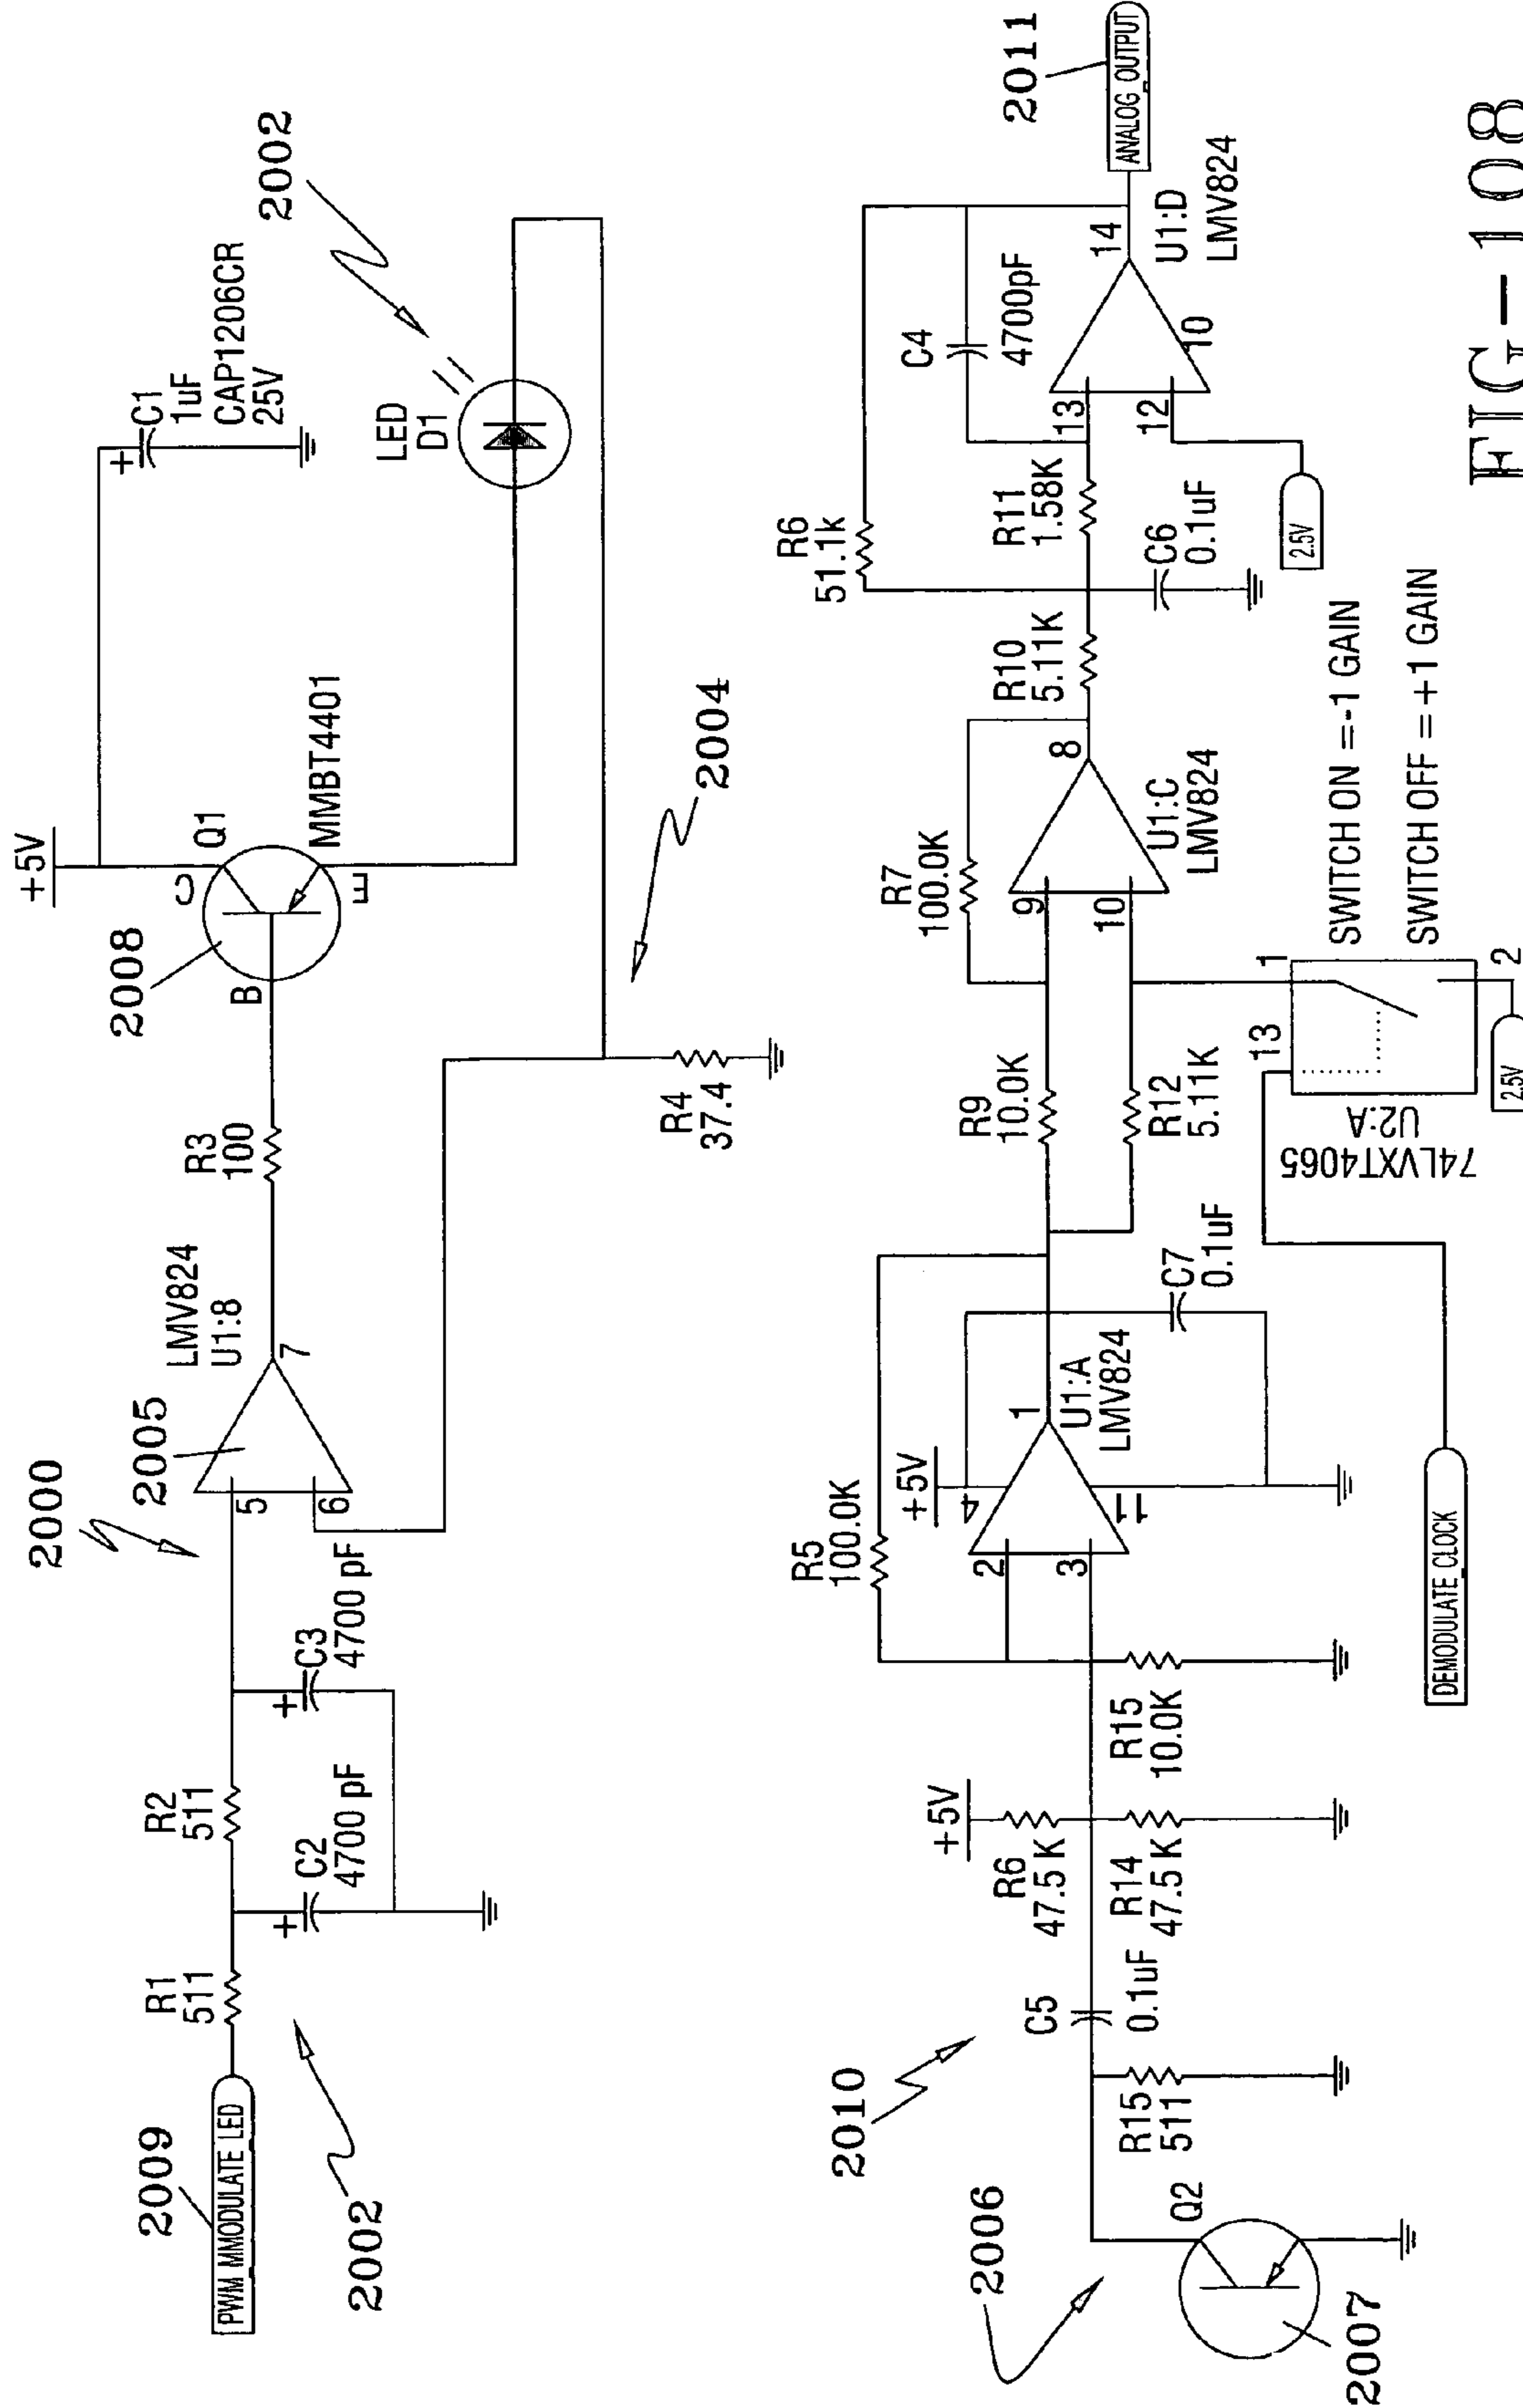 2009
PWM_MMODULATE LED
R1
511
R2
511
C2
4700 pF
C3
4700 pF
2002
2000
2005
5
6
7
LMV824
U1:8
R3
100
2008
B
C
E
Q1
MMBT4401
+5V
+
+
+
C1
1uF
CAP1206CR
25V
LED
D1
2002
2004
R4
37.4
2006
2007
Q2
R15
511
2010
C5
0.1uF
+5V
R6
47.5 K
R14
47.5 K
R15
10.0K
R5
100.0K
+5V
4
2
3
11
1
U1:A
LMV824
C7
0.1uF
R9
10.0K
R12
5.11K
DEMODULATE CLOCK
74LVXT4065
U2:A
13
1
2
2.5V
SWITCH ON =-1 GAIN
SWITCH OFF = +1 GAIN
R7
100.0K
9
10
8
U1:C
LMV824
R10
5.11K
R6
51.1k
R11
1.58K
C6
0.1uF
2.5V
C4
4700pF
13
12
10
14
U1:D
LMV824
ANALOG_OUTPUT
2011
FIG-108